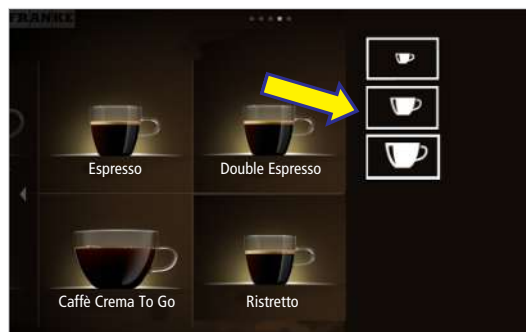 FRANKE
Espresso
Double Espresso
Caffè Crema To Go
Ristretto